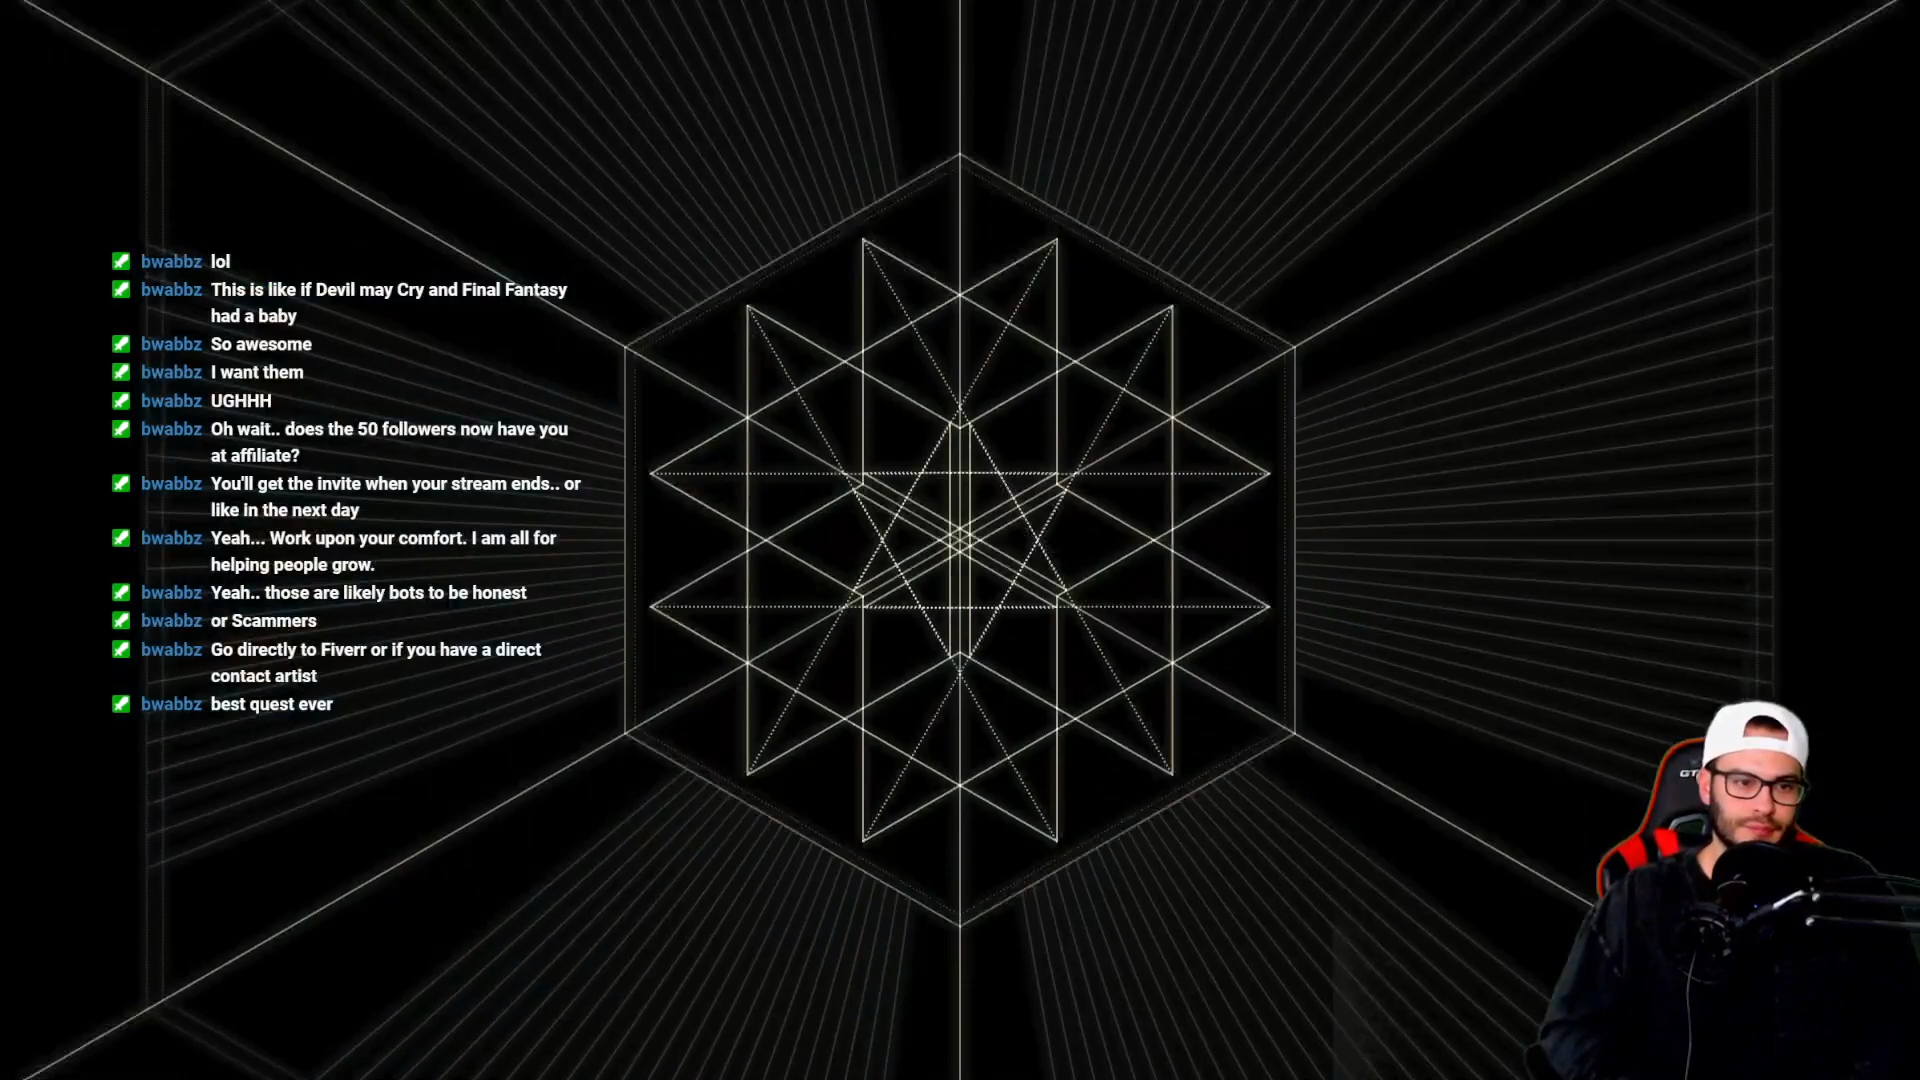 bwabbz lol
bwabbz This is like if Devil may Cry and Final Fantasy
had a baby
bwabbz So awesome
bwabbz I want them
bwabbz UGHHH
bwabbz Oh wait.. does the 50 followers now have you
at affiliate?
bwabbz You'll get the invite when your stream ends.. or
like in the next day
bwabbz Yeah... Work upon your comfort. I am all for
helping people grow.
bwabbz Yeah.. those are likely bots to be honest
bwabbz or Scammers
bwabbz Go directly to Fiverr or if you have a direct
contact artist
bwabbz best quest ever